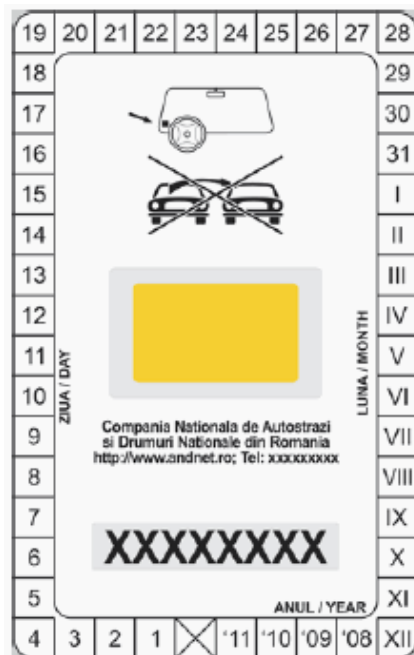 19 20 21 22 23 24 25 26 27 28
18 29
17 30
16 31
15 I
14 II
13 III
12 IV
11 V
10 VI
9 VII
8 VIII
7 IX
6 X
5 XI
4 3 2 1 '11 '10 '09 '08 XII
ZIUA / DAY
LUNA / MONTH
Compania Nationala de Autostrazi
si Drumuri Nationale din Romania
http://www.andnet.ro; Tel: xxxxxxxxx
XXXXXXXX
ANUL / YEAR